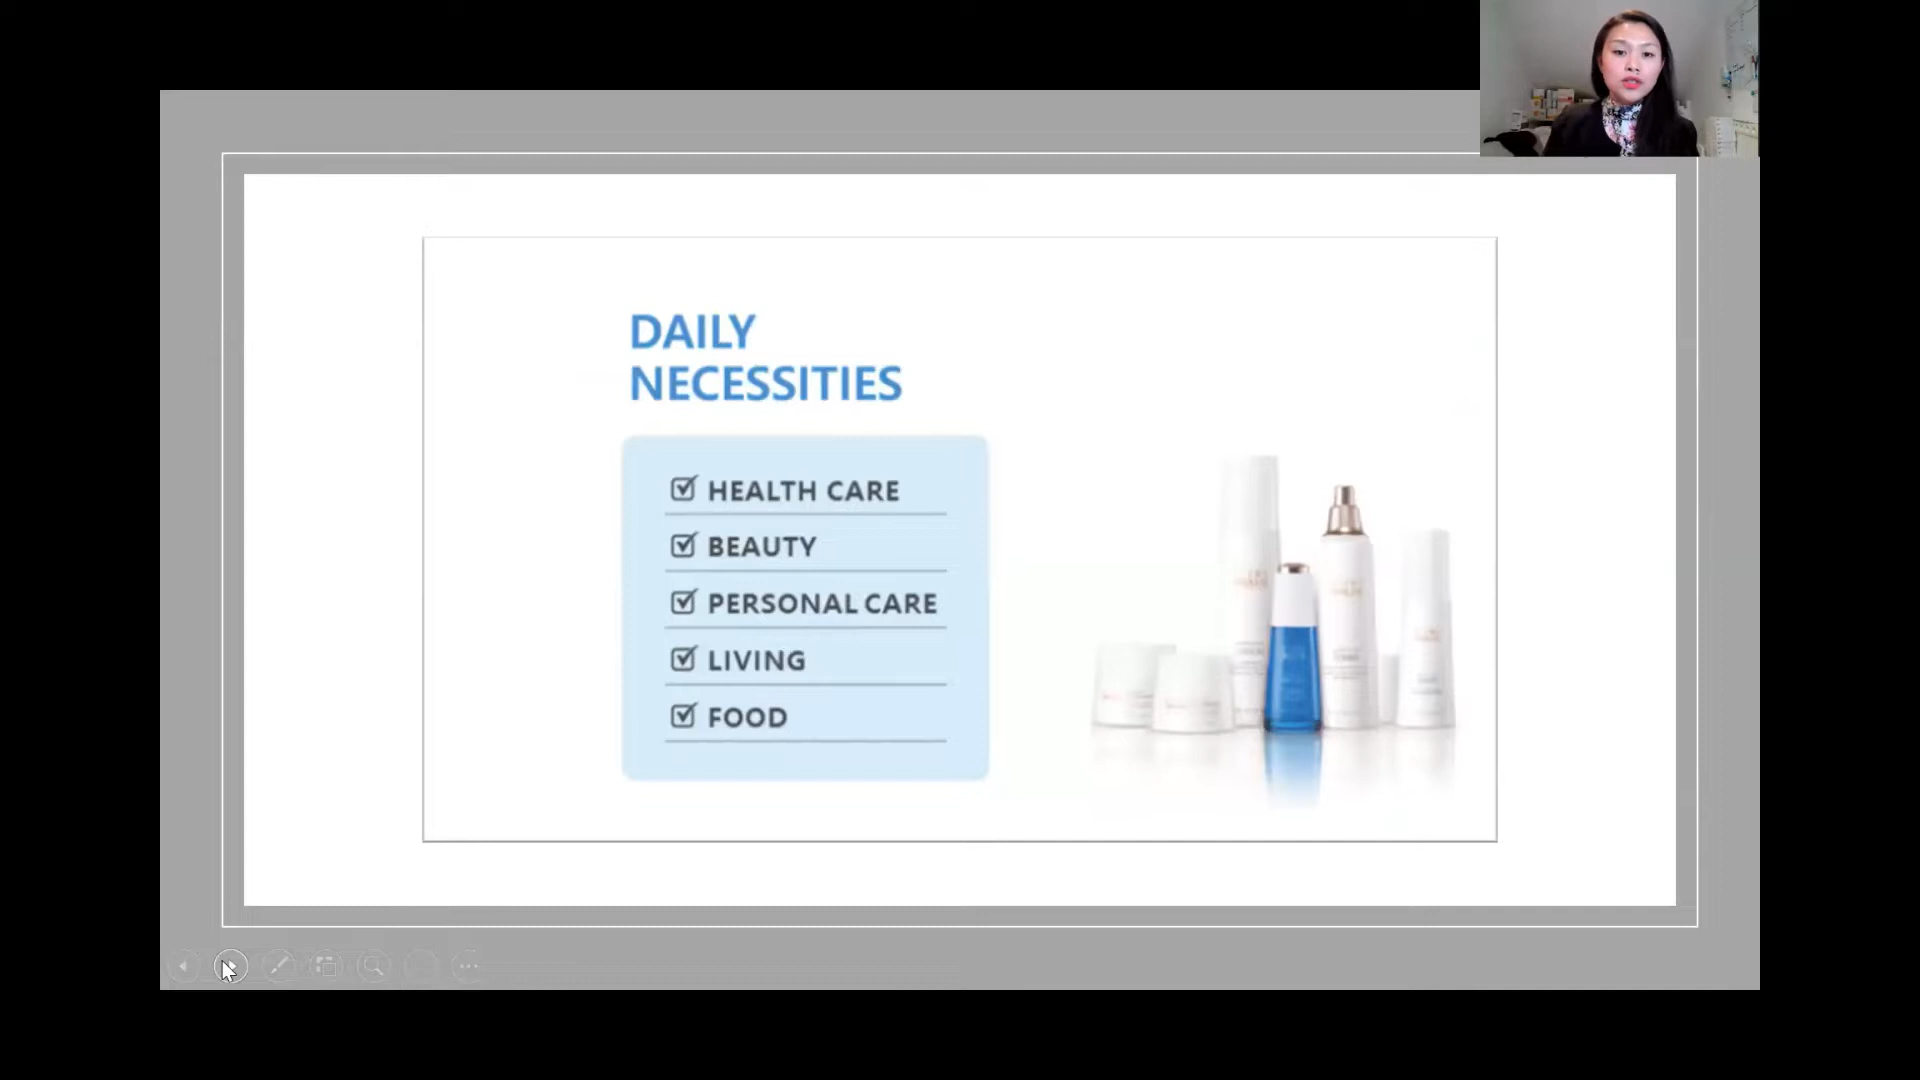 DAILY
NECESSITIES
HEALTH CARE
BEAUTY
PERSONAL CARE
LIVING
FOOD